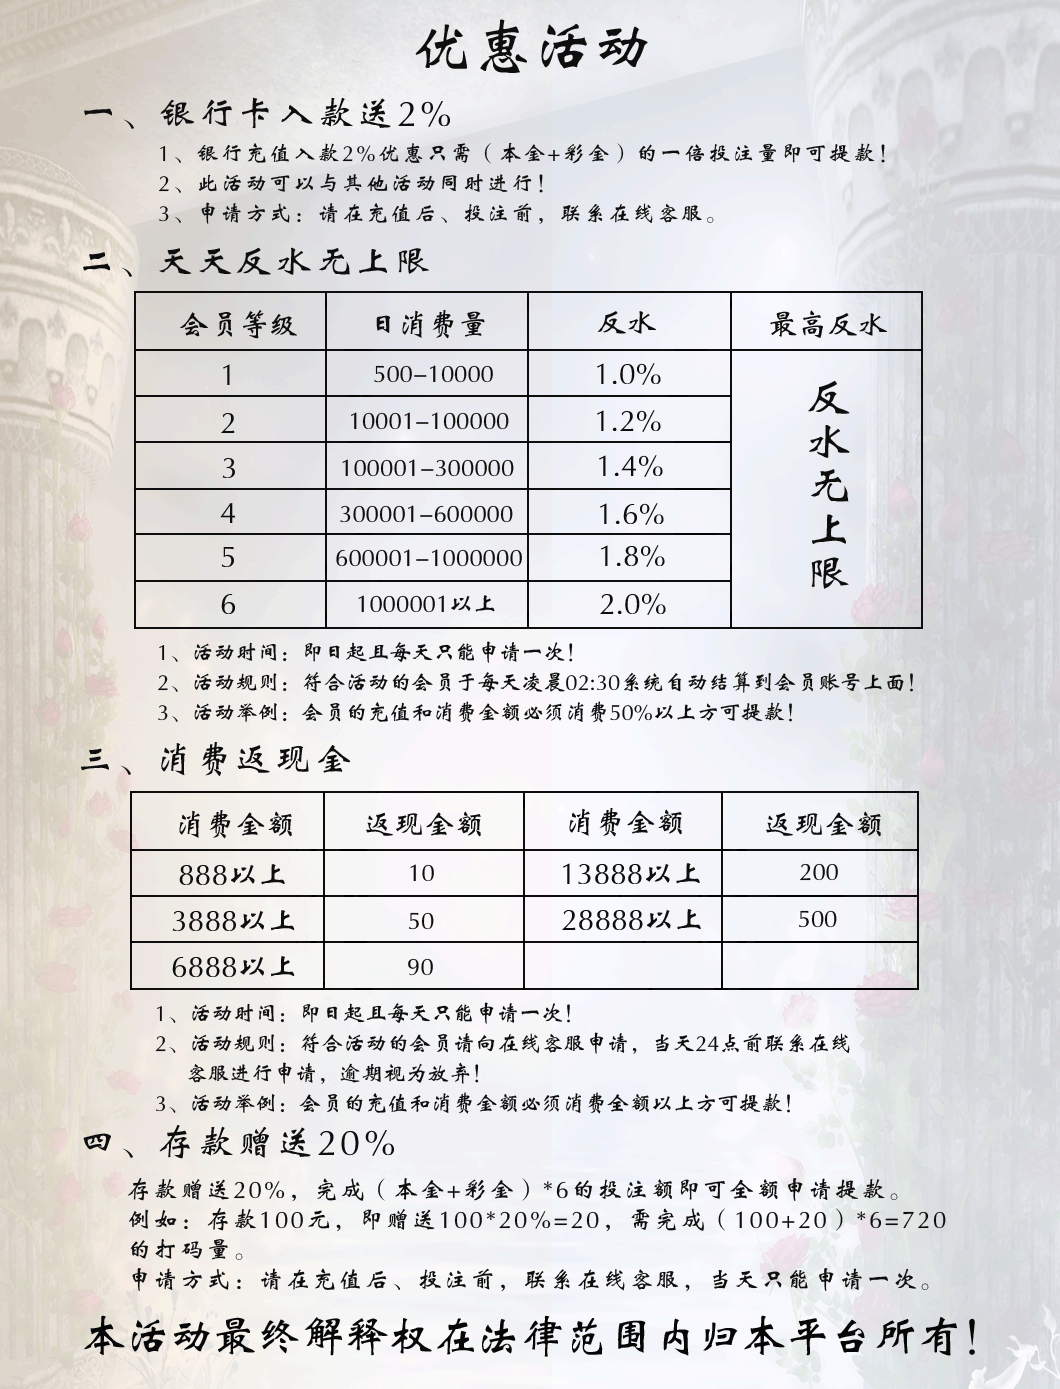 优惠活动
一、银行卡入款送2%
1、银行充值入款2%优惠只需（本金+彩金）的一倍投注量即可提款！
2、此活动可以与其他活动同时进行！
3、申请方式：请在充值后、投注前，联系在线客服。
二、天天反水无上限
会员等级 日消费量 反水 最高反水
1 500-10000 1.0%
2 10001-100000 1.2%
3 100001-300000 1.4%
4 300001-600000 1.6%
5 600001-1000000 1.8%
6 1000001以上 2.0%
反水无上限
1、活动时间：即日起且每天只能申请一次！
2、活动规则：符合活动的会员于每天凌晨02:30系统自动结算到会员账号上面！
3、活动举例：会员的充值和消费金额必须消费50%以上方可提款！
三、消费返现金
消费金额 返现金额 消费金额 返现金额
888以上 10 13888以上 200
3888以上 50 28888以上 500
6888以上 90
1、活动时间：即日起且每天只能申请一次！
2、活动规则：符合活动的会员请向在线客服申请，当天24点前联系在线
客服进行申请，逾期视为放弃！
3、活动举例：会员的充值和消费金额必须消费全额以上方可提款！
四、存款赠送20%
存款赠送20%，完成（本金+彩金）*6的投注额即可全额申请提款。
例如：存款100元，即赠送100*20%=20，需完成（100+20）*6=720
的打码量。
申请方式：请在充值后、投注前，联系在线客服，当天只能申请一次。
本活动最终解释权在法律范围内归本平台所有！